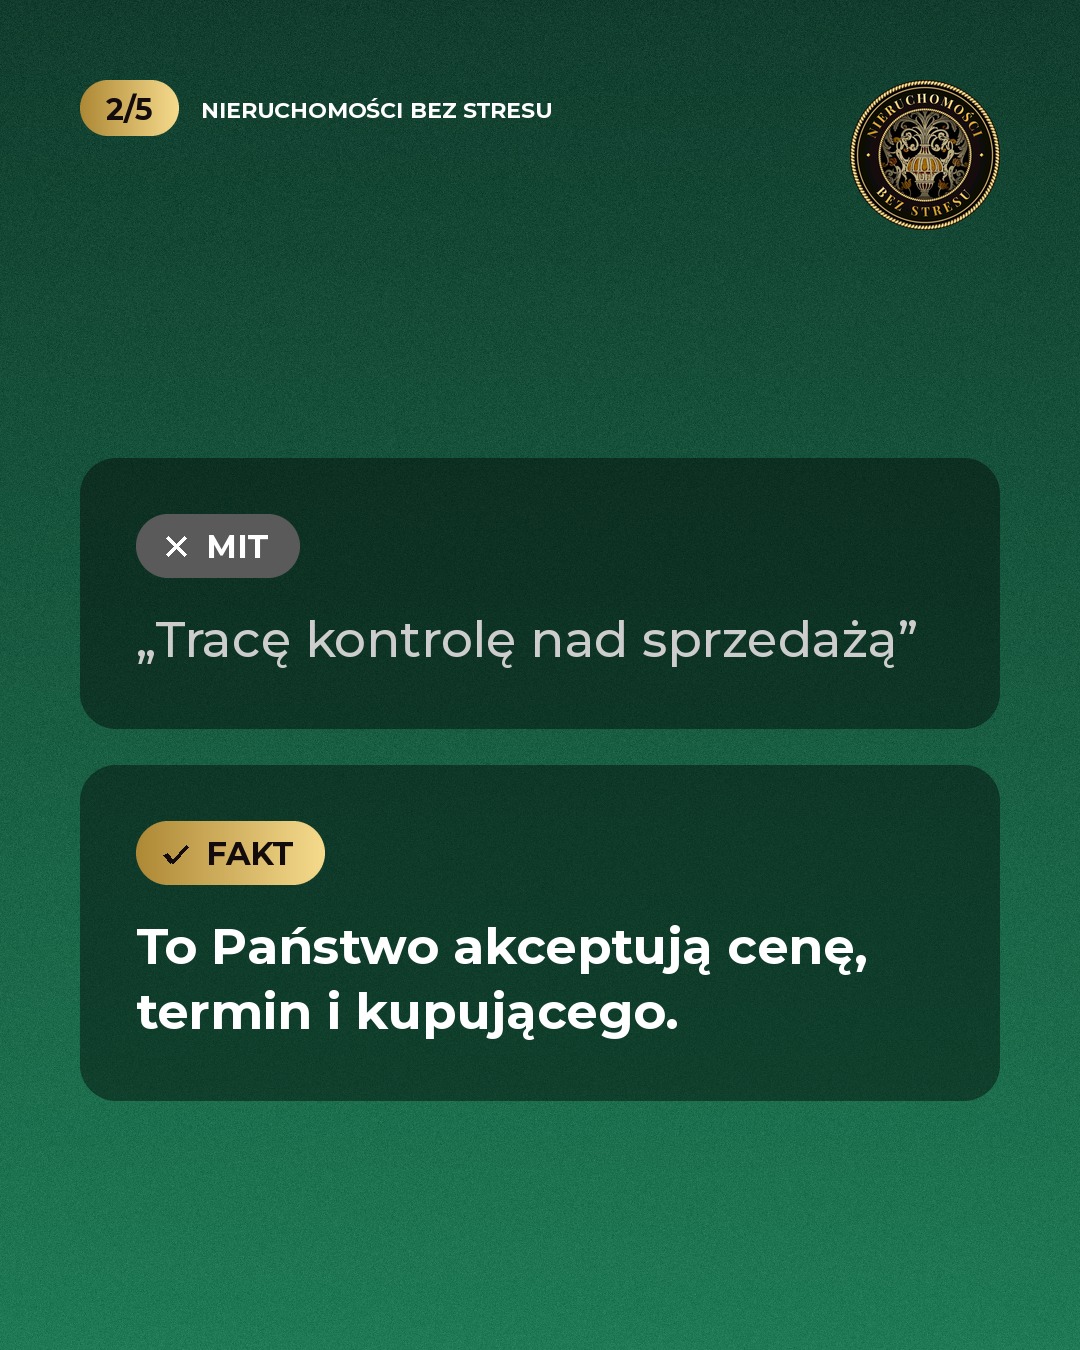 2/5
NIERUCHOMOŚCI BEZ STRESU
NIERUCHOMOŚCI
BEZ STRESU
MIT
„Tracę kontrolę nad sprzedażą”
FAKT
To Państwo akceptują cenę,
termin i kupującego.